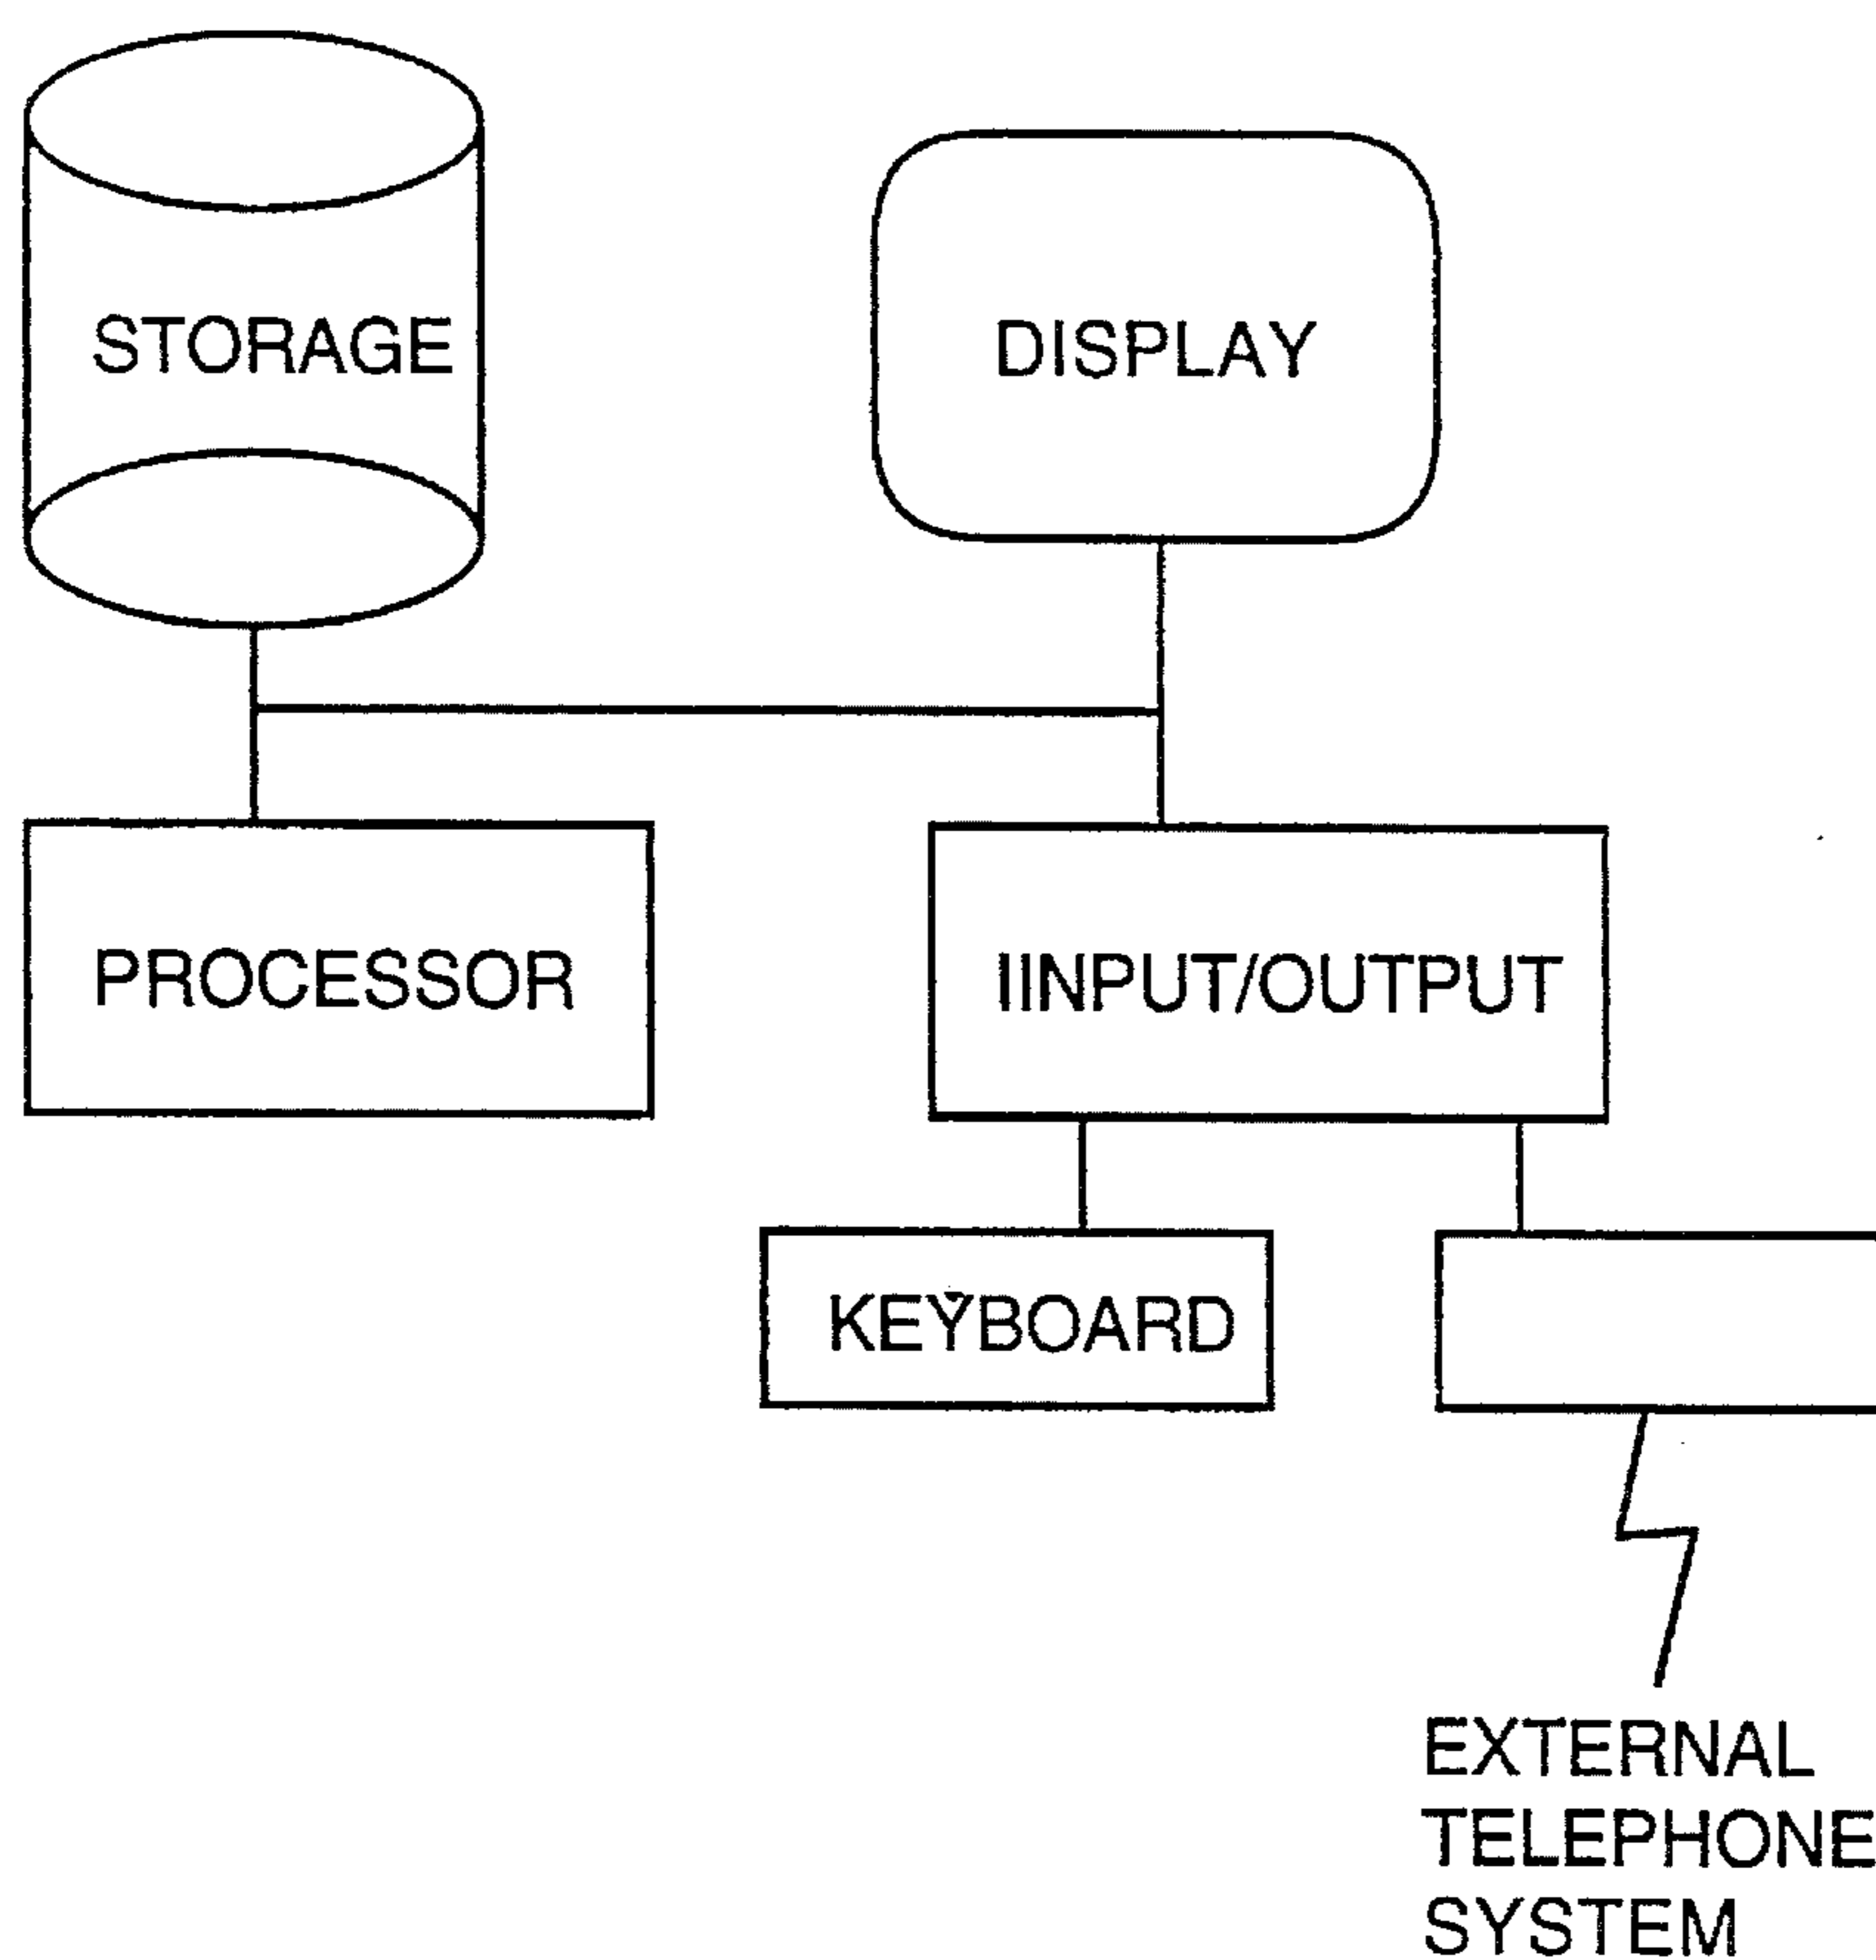 STORAGE
DISPLAY
PROCESSOR
IINPUT/OUTPUT
KEYBOARD
EXTERNAL
TELEPHONE
SYSTEM